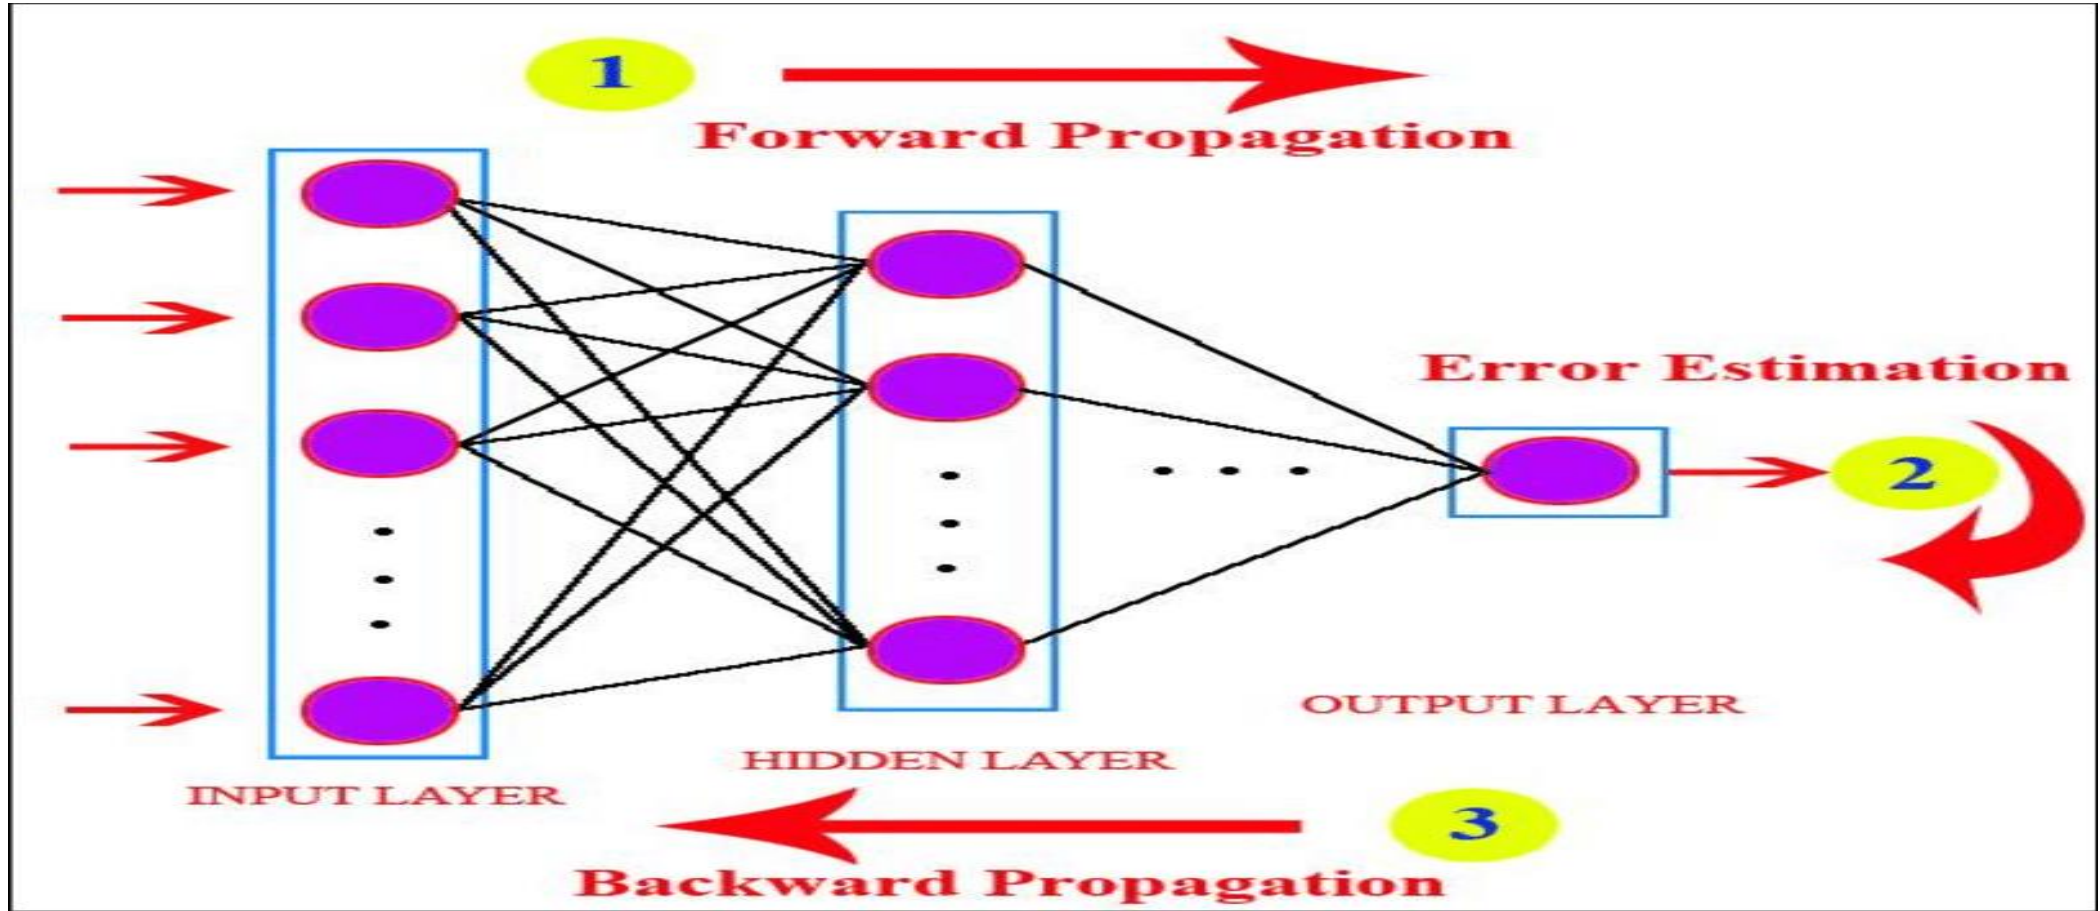 1
Forward Propagation
Error Estimation
2
OUTPUT LAYER
HIDDEN LAYER
INPUT LAYER
3
Backward Propagation